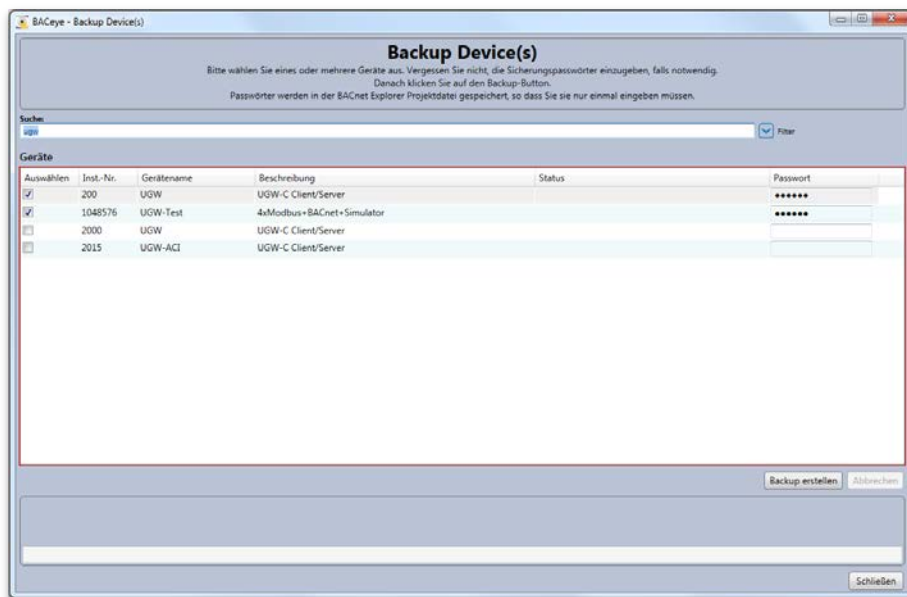 BACeye - Backup Device(s)
Backup Device(s)
Bitte wählen Sie eines oder mehrere Geräte aus. Vergessen Sie nicht, die Sicherungspasswörter einzugeben, falls notwendig.
Danach klicken Sie auf den Backup-Button.
Passwörter werden in der BACnet Explorer Projektdatei gespeichert, so dass Sie sie nur einmal eingeben müssen.
Suche:
ugw
Filter
Geräte
Auswählen Inst.-Nr. Gerätename Beschreibung Status Passwort
200 UGW UGW-C Client/Server ••••••
1048576 UGW-Test 4xModbus+BACnet+Simulator ••••••
2000 UGW UGW-C Client/Server
2015 UGW-ACI UGW-C Client/Server
Backup erstellen Abbrechen
Schließen